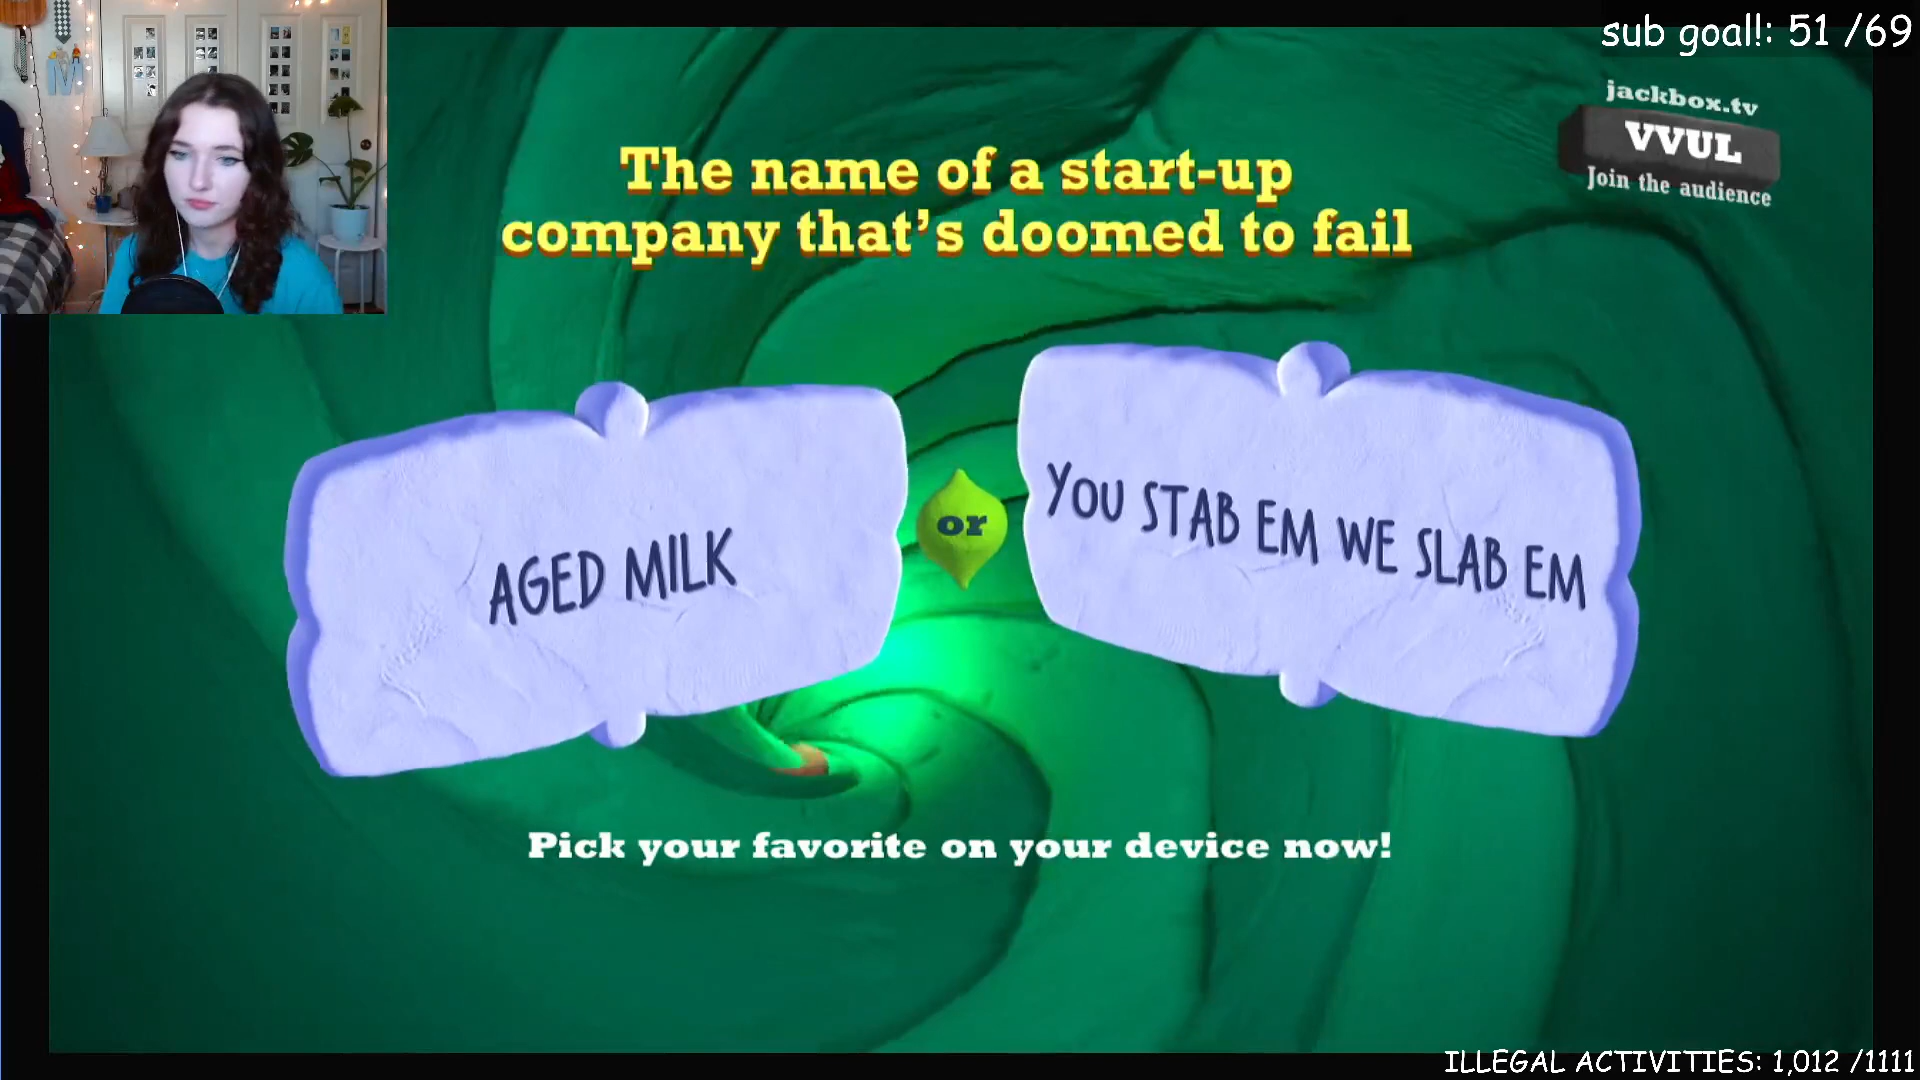 sub goal!: 51 /69
jackbox.tv
VVUL
Join the audience
The name of a start-up
company that's doomed to fail
AGED MILK
or
YOU STAB EM WE SLAB EM
Pick your favorite on your device now!
ILLEGAL ACTIVITIES: 1,012 /1111